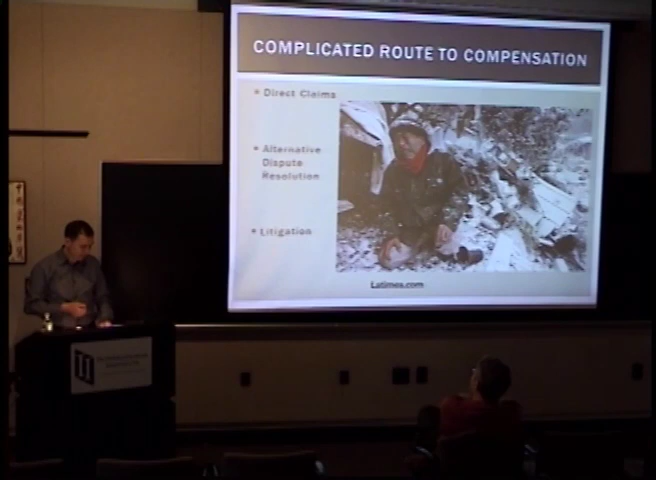 COMPLICATED ROUTE TO COMPENSATION
Direct Claims
Alternative
Dispute
Resolution
Litigation
Latimes.com